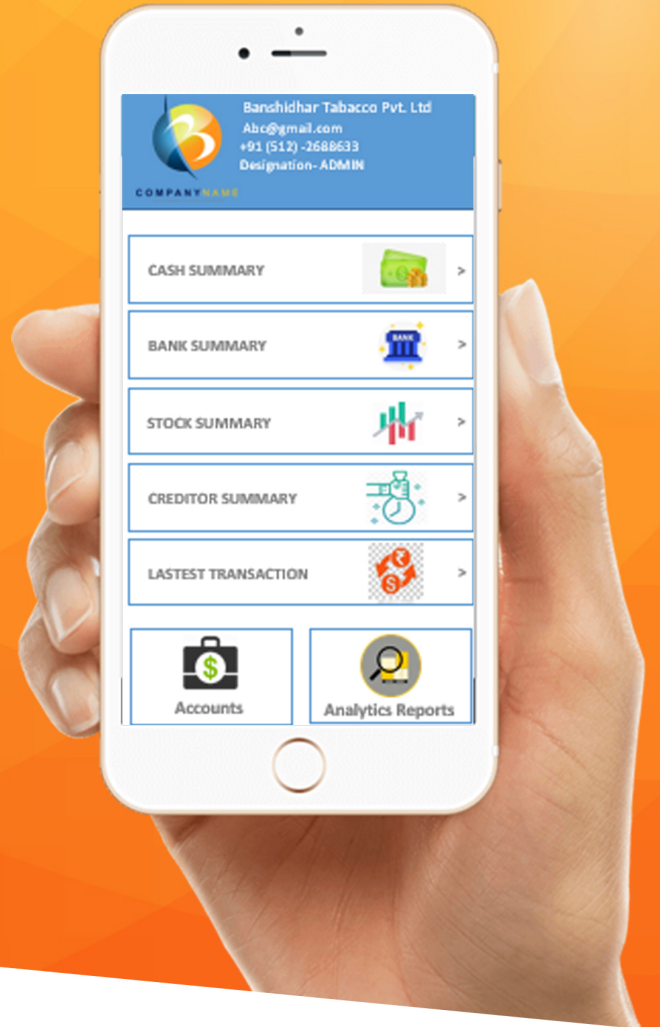 Banshidhar Tabacco Pvt. Ltd
Abc@gmail.com
+91 (512) -2688633
Designation- ADMIN
COMPANYNAME
CASH SUMMARY
>
BANK SUMMARY
BANK
>
STOCK SUMMARY
>
CREDITOR SUMMARY
>
LASTEST TRANSACTION
₹
$
>
$
Accounts
Analytics Reports